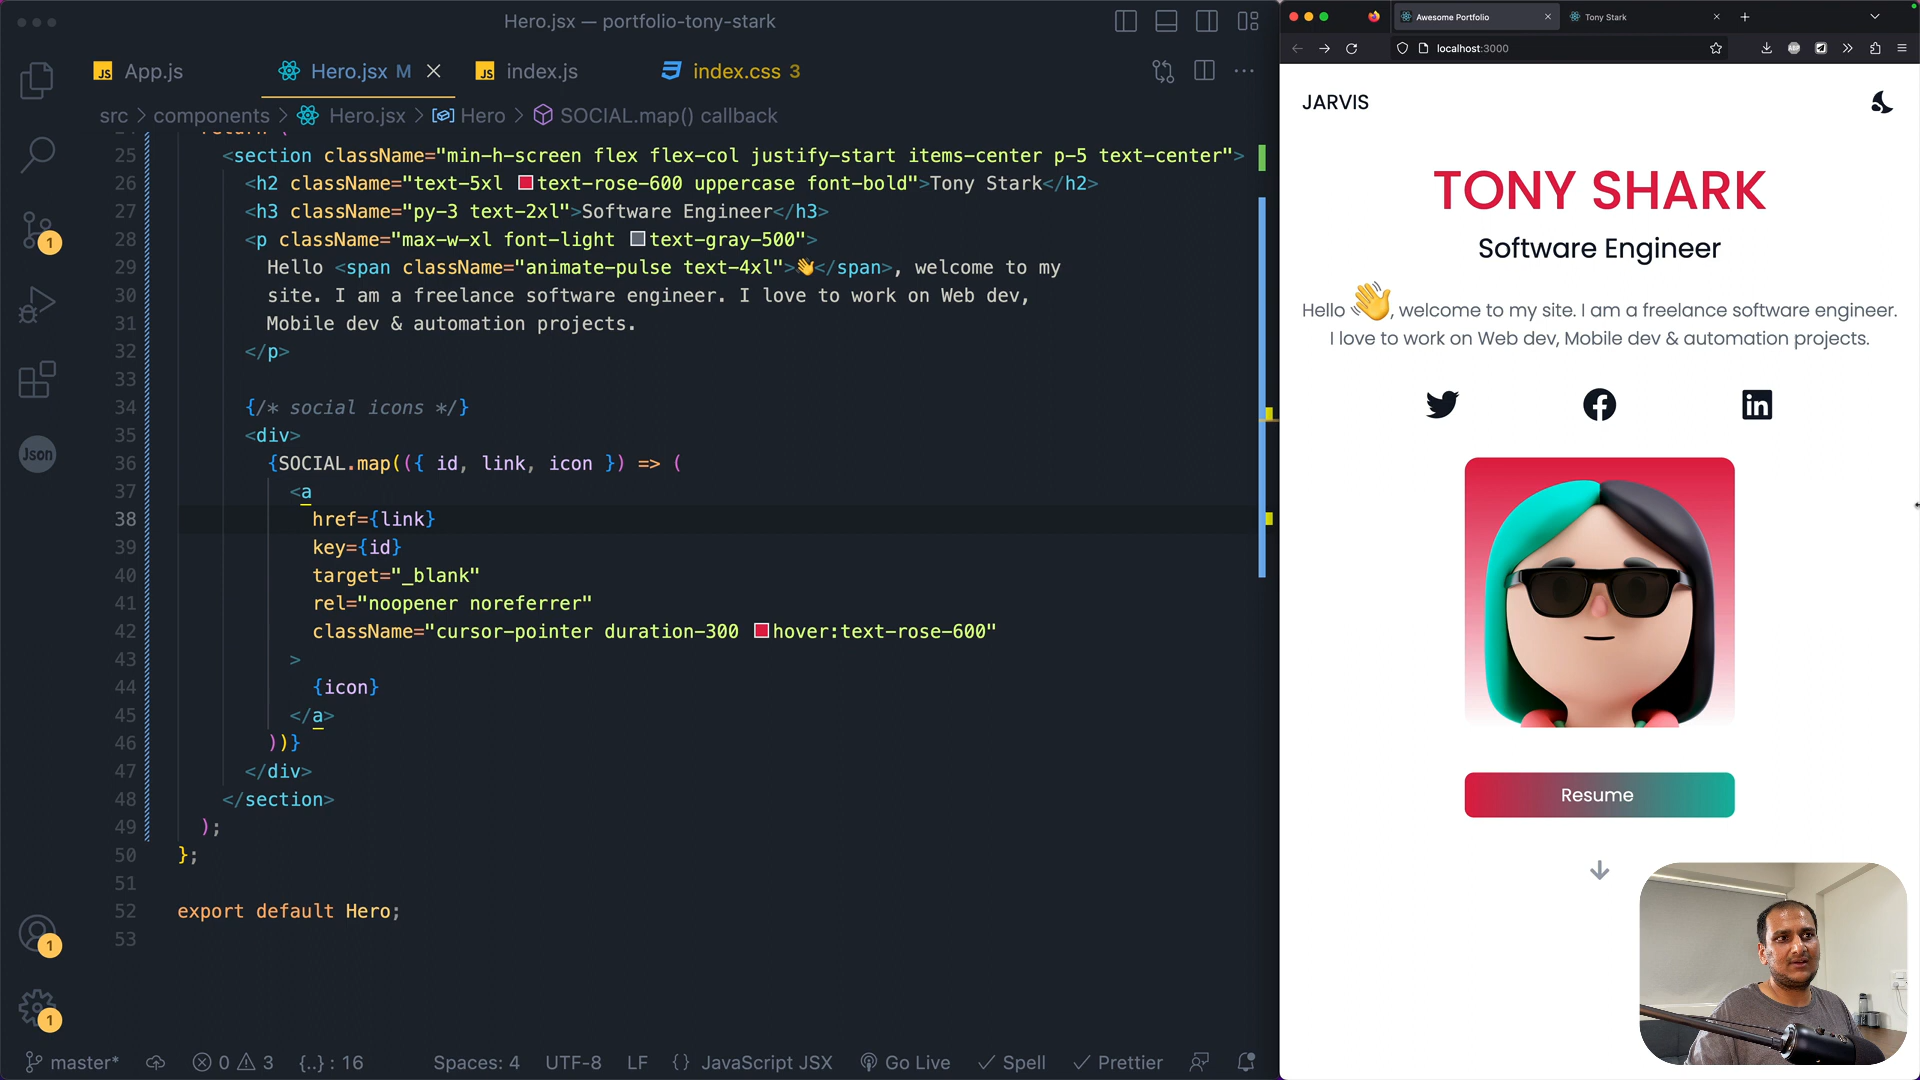 Hero.jsx — portfolio-tony-stark
JS App.js
Hero.jsx M
JS index.js
index.css 3
src > components > Hero.jsx > Hero > SOCIAL.map() callback
25 <section className="min-h-screen flex flex-col justify-start items-center p-5 text-center">
26 <h2 className="text-5xl text-rose-600 uppercase font-bold">Tony Stark</h2>
27 <h3 className="py-3 text-2xl">Software Engineer</h3>
28 <p className="max-w-xl font-light text-gray-500">
29 Hello <span className="animate-pulse text-4xl">👋</span>, welcome to my
30 site. I am a freelance software engineer. I love to work on Web dev,
31 Mobile dev & automation projects.
32 </p>
33
34 {/* social icons */}
35 <div>
36 {SOCIAL.map(({ id, link, icon }) => (
37 <a
38 href={link}
39 key={id}
40 target="_blank"
41 rel="noopener noreferrer"
42 className="cursor-pointer duration-300 hover:text-rose-600"
43 >
44 {icon}
45 </a>
46 ))}
47 </div>
48 </section>
49 );
50 };
51
52 export default Hero;
53
1
Json
1
1
master*
0 3
{..} : 16
Spaces: 4
UTF-8
LF
{} JavaScript JSX
Go Live
Spell
Prettier
Awesome Portfolio
Tony Stark
localhost:3000
JARVIS
TONY SHARK
Software Engineer
Hello 👋, welcome to my site. I am a freelance software engineer.
I love to work on Web dev, Mobile dev & automation projects.
in
Resume